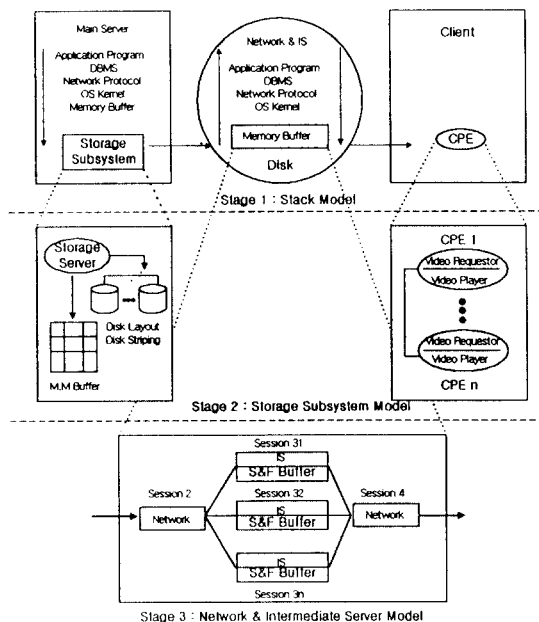 Main Server
Application Program
DBMS
Network Protocol
OS Kernel
Memory Buffer
Storage
Subsystem
Network & IS
Application Program
DBMS
Network Protocol
OS Kernel
Memory Buffer
Disk
Client
CPE
Stage 1 : Stack Model
Storage
Server
Disk Layout
Disk Striping
M.M Buffer
CPE 1
Video Requestor
Video Player
Video Requestor
Video Player
CPE n
Stage 2 : Storage Subsystem Model
Session 31
IS
S&F Buffer
Session 2
Network
Session 32
IS
S&F Buffer
Session 4
Network
IS
S&F Buffer
Session 3n
Stage 3 : Network & Intermediate Server Model